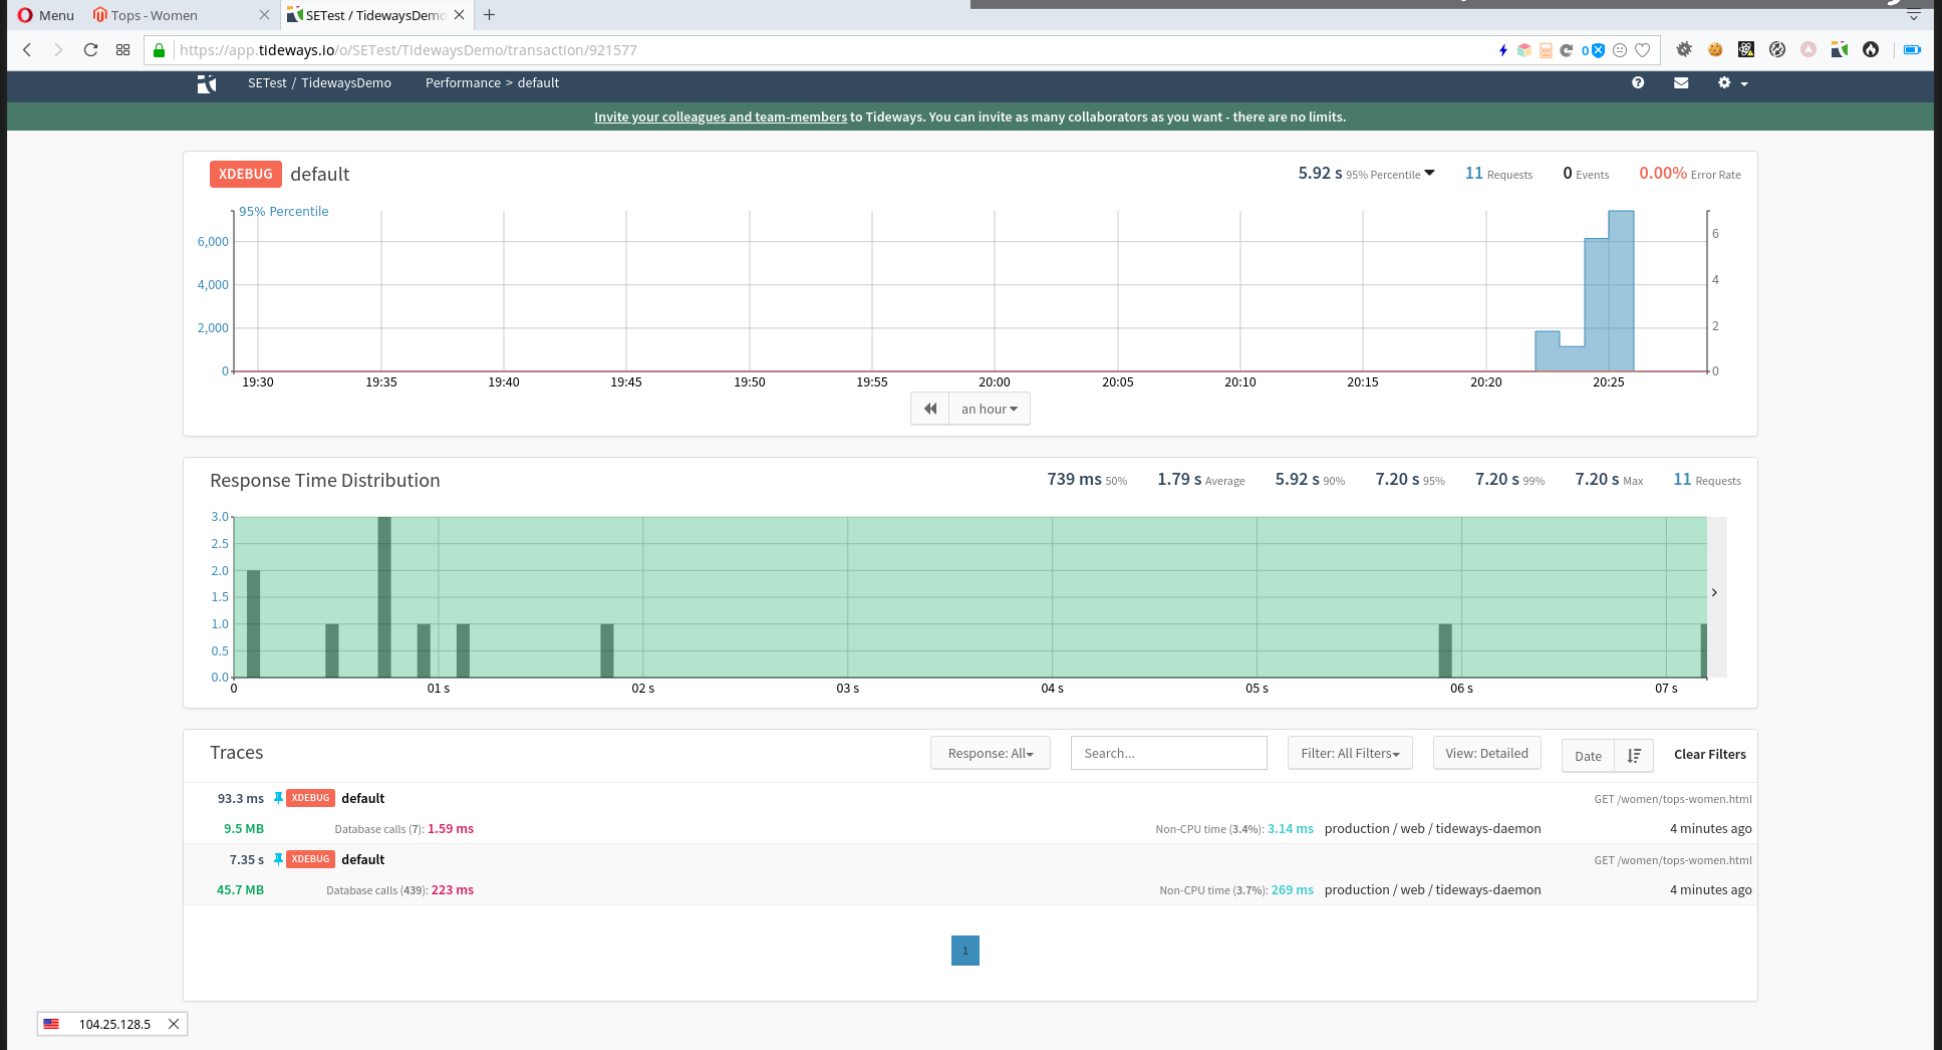 Menu
Tops - Women
SETest / TidewaysDemo
https://app.tideways.io/o/SETest/TidewaysDemo/transaction/921577
0
SETest / TidewaysDemo Performance > default
Invite your colleagues and team-members to Tideways. You can invite as many collaborators as you want - there are no limits.
XDEBUG default
5.92 s 95% Percentile 11 Requests 0 Events 0.00% Error Rate
95% Percentile
6,000
4,000
2,000
0
6
4
2
0
19:30 19:35 19:40 19:45 19:50 19:55 20:00 20:05 20:10 20:15 20:20 20:25
an hour
Response Time Distribution
739 ms 50% 1.79 s Average 5.92 s 90% 7.20 s 95% 7.20 s 99% 7.20 s Max 11 Requests
3.0
2.5
2.0
1.5
1.0
0.5
0.0
0 01 s 02 s 03 s 04 s 05 s 06 s 07 s
Traces
Response: All Search... Filter: All Filters View: Detailed Date Clear Filters
93.3 ms XDEBUG default GET /women/tops-women.html
9.5 MB Database calls (7): 1.59 ms Non-CPU time (3.4%): 3.14 ms production / web / tideways-daemon 4 minutes ago
7.35 s XDEBUG default GET /women/tops-women.html
45.7 MB Database calls (439): 223 ms Non-CPU time (3.7%): 269 ms production / web / tideways-daemon 4 minutes ago
1
104.25.128.5